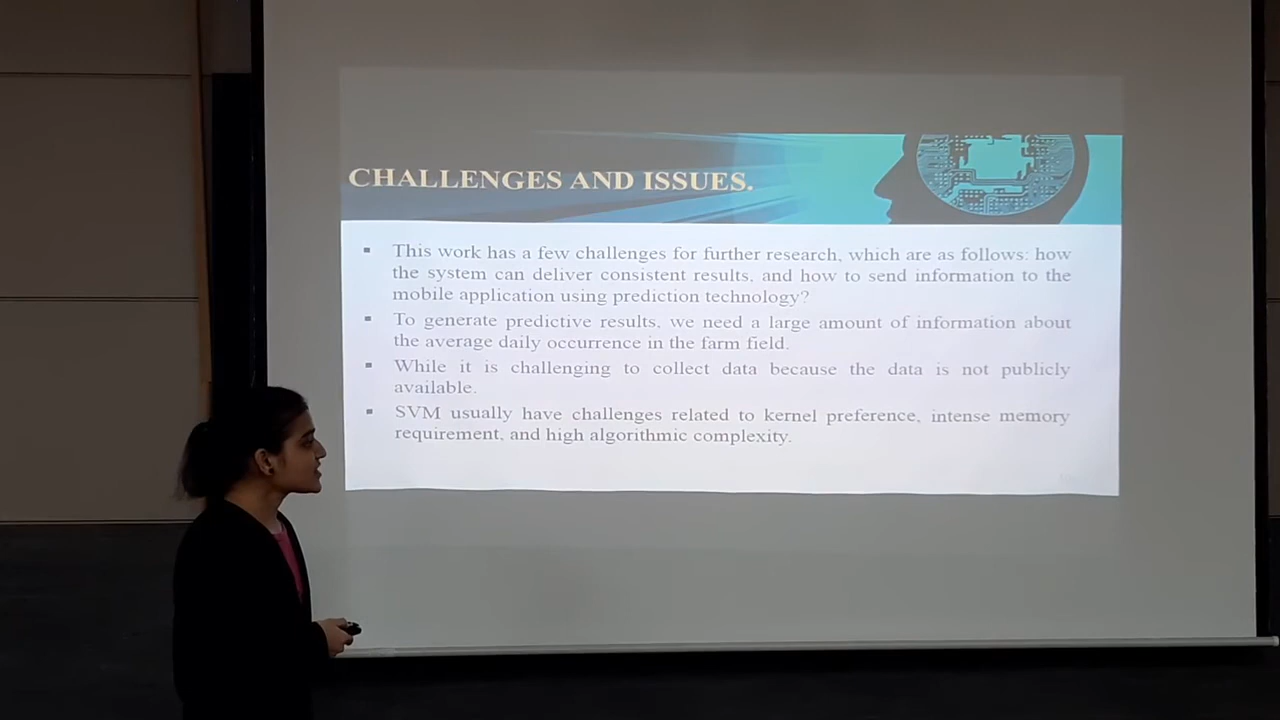 CHALLENGES AND ISSUES.
▪ This work has a few challenges for further research, which are as follows: how
the system can deliver consistent results, and how to send information to the
mobile application using prediction technology?
▪ To generate predictive results, we need a large amount of information about
the average daily occurrence in the farm field.
▪ While it is challenging to collect data because the data is not publicly
available.
▪ SVM usually have challenges related to kernel preference, intense memory
requirement, and high algorithmic complexity.